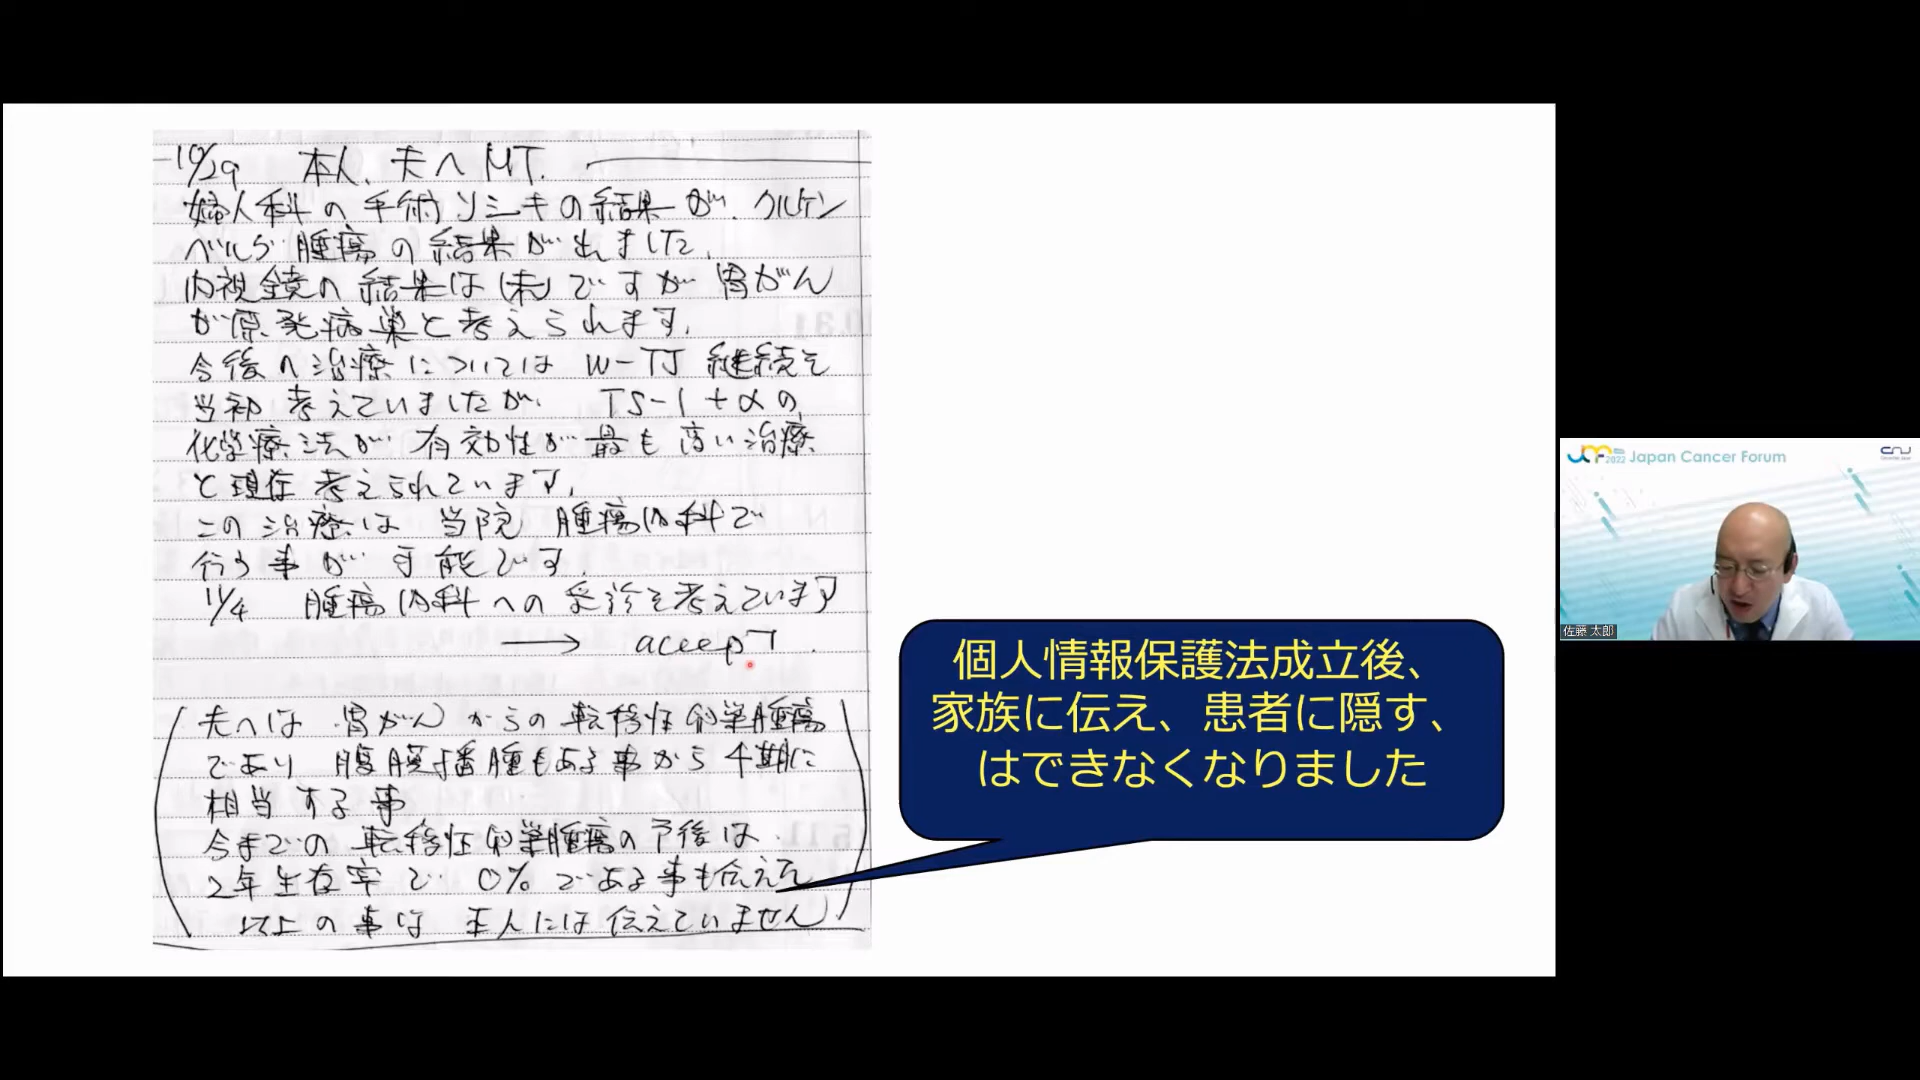 10/29 本人、夫へMT.
婦人科の手術ソシキの結果が、クルケン
ベルグ腫瘍の結果が出ました.
内視鏡の結果は(未)ですが 胃がん
が原発病巣と考えられます.
今後の治療については W-TJ 継続を
当初 考えていましたが、 TS-1+αの
化学療法が 有効性が最も高い治療
と現在 考えられています.
この治療は 当院 腫瘍内科で
行う事が 可能です.
11/4 腫瘍内科への受診を考えています
→ accept.
(夫へは 胃がんからの転移性卵巣腫瘍
であり 腹膜播種もある事から4期に
相当する事
今までの 転移性卵巣腫瘍の予後は
2年生存率で 0%である事も伝えて
以上の事は 本人には伝えていません)
個人情報保護法成立後、
家族に伝え、患者に隠す、
はできなくなりました
2022 Japan Cancer Forum
佐藤 太郎